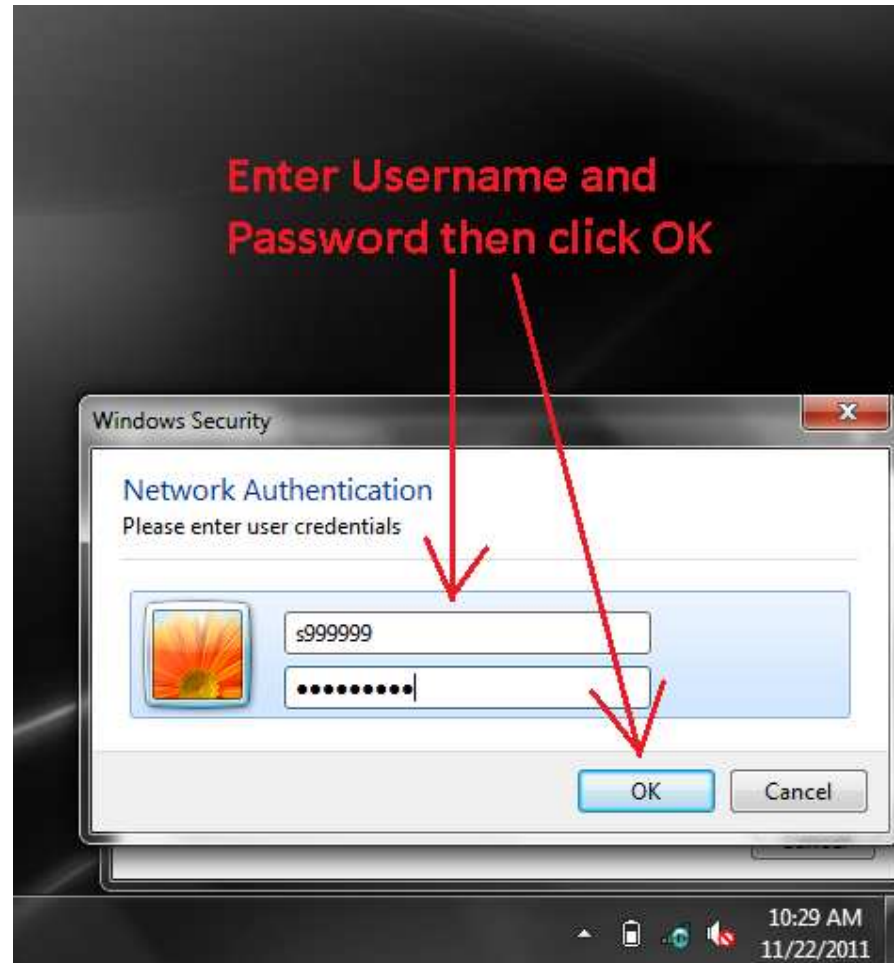 Enter Username and
Password then click OK
Windows Security
Network Authentication
Please enter user credentials
s999999
●●●●●●●●●
OK Cancel
10:29 AM
11/22/2011